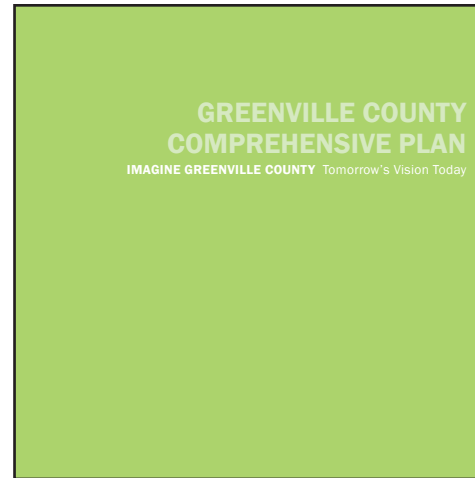 GREENVILLE COUNTY
COMPREHENSIVE PLAN
IMAGINE GREENVILLE COUNTY Tomorrow's Vision Today